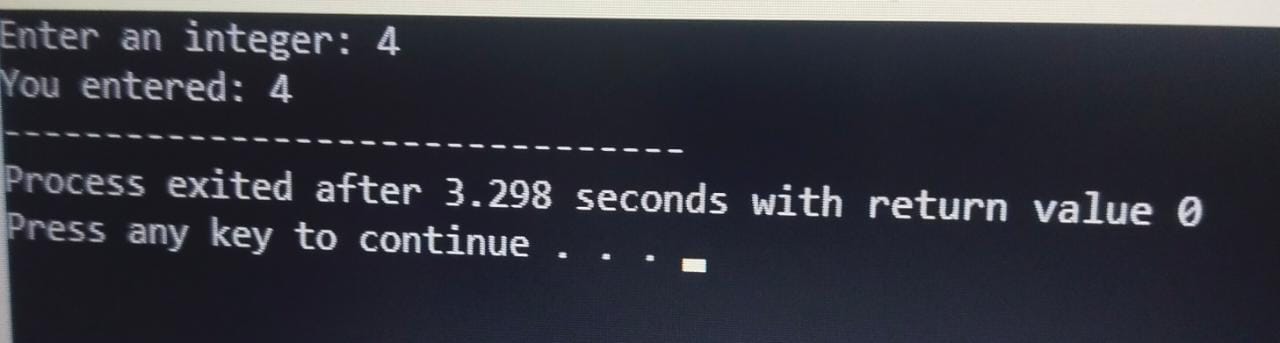 Enter an integer: 4
You entered: 4
--------------------------------
Process exited after 3.298 seconds with return value 0
Press any key to continue . . .